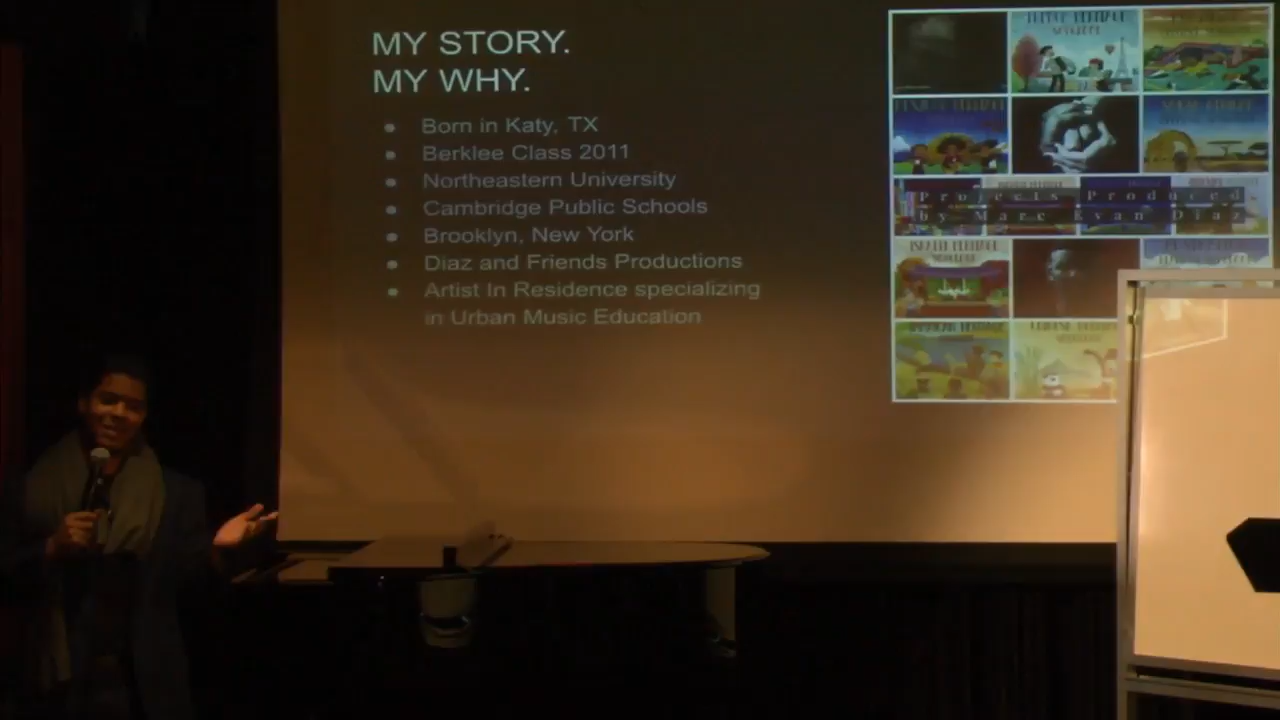 MY STORY.
MY WHY.
Born in Katy, TX
Berklee Class 2011
Northeastern University
Cambridge Public Schools
Brooklyn, New York
Diaz and Friends Productions
Artist In Residence specializing
in Urban Music Education
Projects Produced
by Marc Evan Diaz